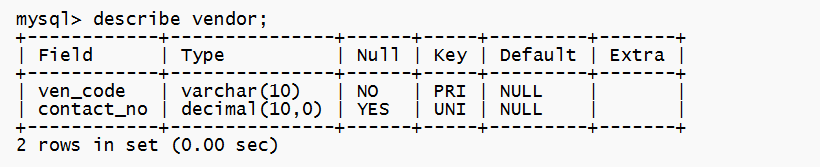 mysql> describe vendor;
+------------+---------------+------+-----+---------+-------+
| Field      | Type          | Null | Key | Default | Extra |
+------------+---------------+------+-----+---------+-------+
| ven_code   | varchar(10)   | NO   | PRI | NULL    |       |
| contact_no | decimal(10,0) | YES  | UNI | NULL    |       |
+------------+---------------+------+-----+---------+-------+
2 rows in set (0.00 sec)